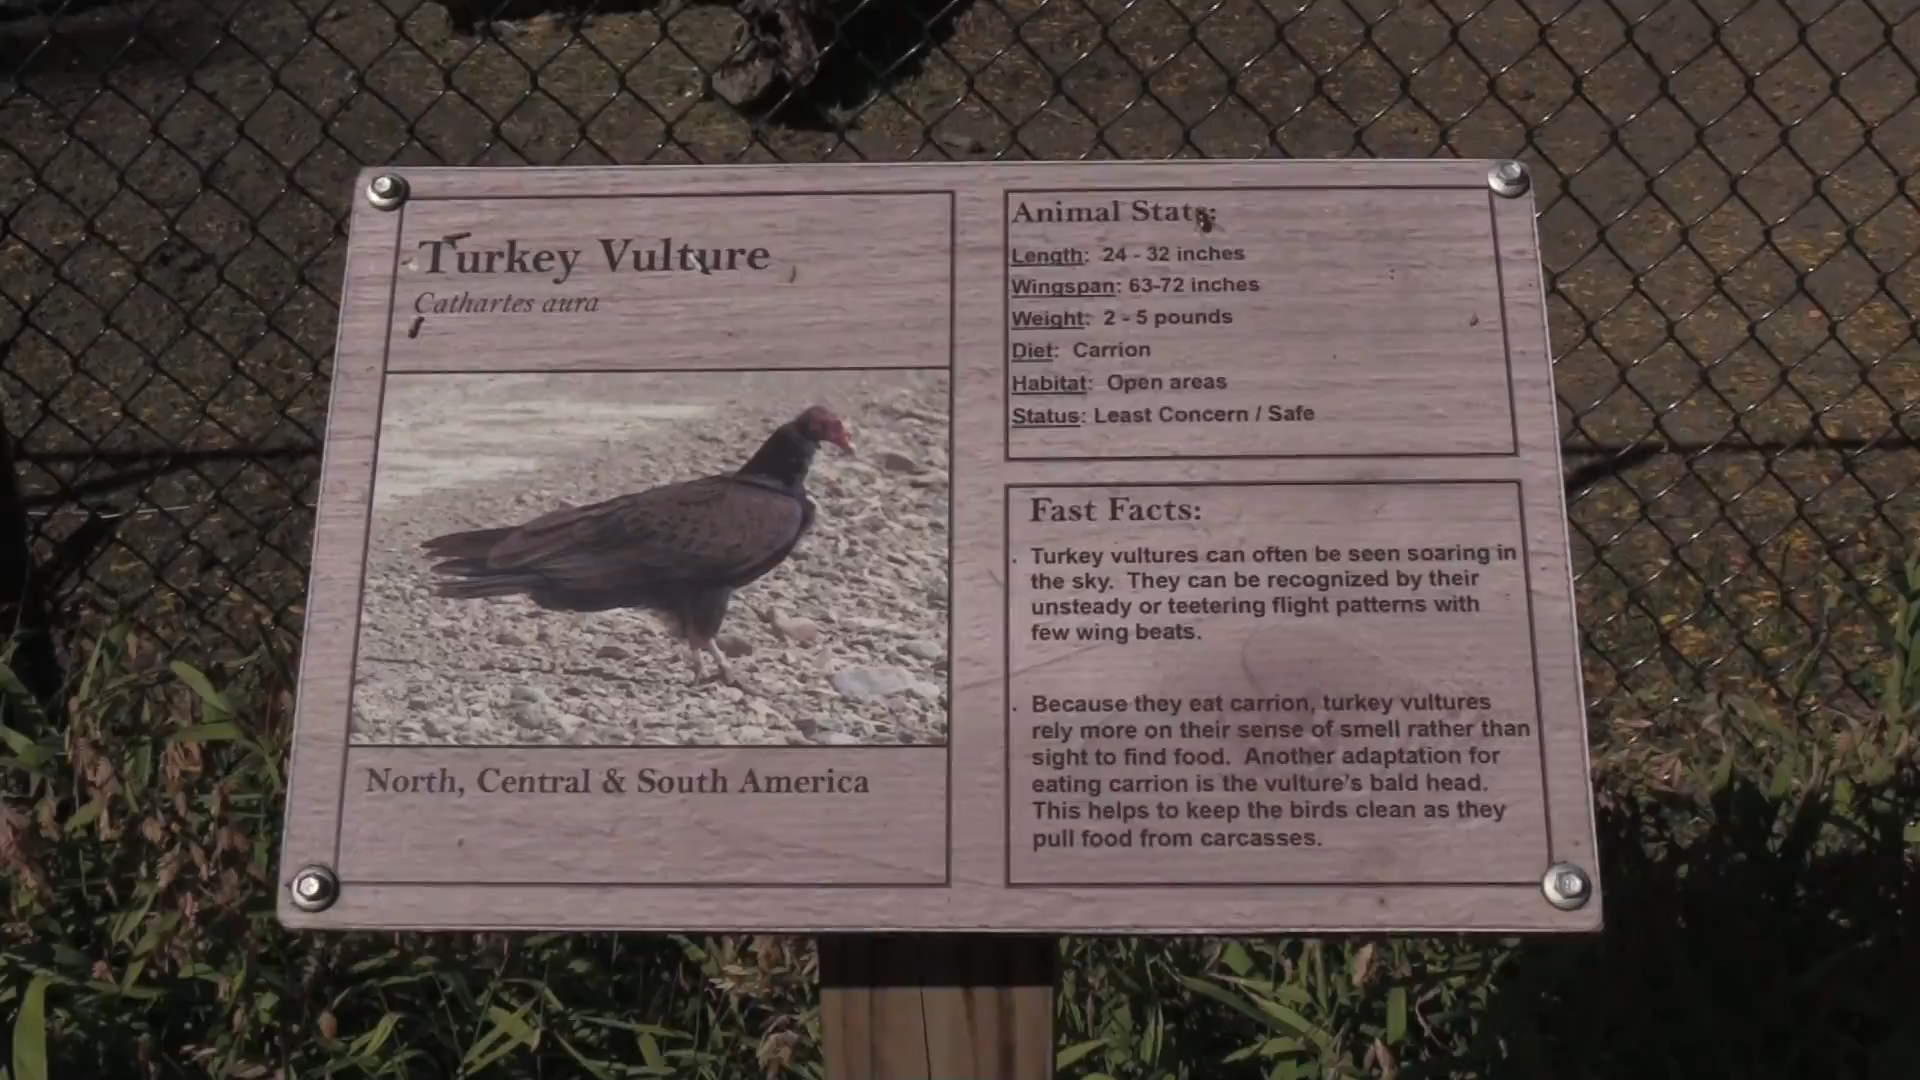 Turkey Vulture
Cathartes aura
North, Central & South America
Animal Stats:
Length: 24 - 32 inches
Wingspan: 63-72 inches
Weight: 2 - 5 pounds
Diet: Carrion
Habitat: Open areas
Status: Least Concern / Safe
Fast Facts:
. Turkey vultures can often be seen soaring in
the sky. They can be recognized by their
unsteady or teetering flight patterns with
few wing beats.
. Because they eat carrion, turkey vultures
rely more on their sense of smell rather than
sight to find food. Another adaptation for
eating carrion is the vulture's bald head.
This helps to keep the birds clean as they
pull food from carcasses.